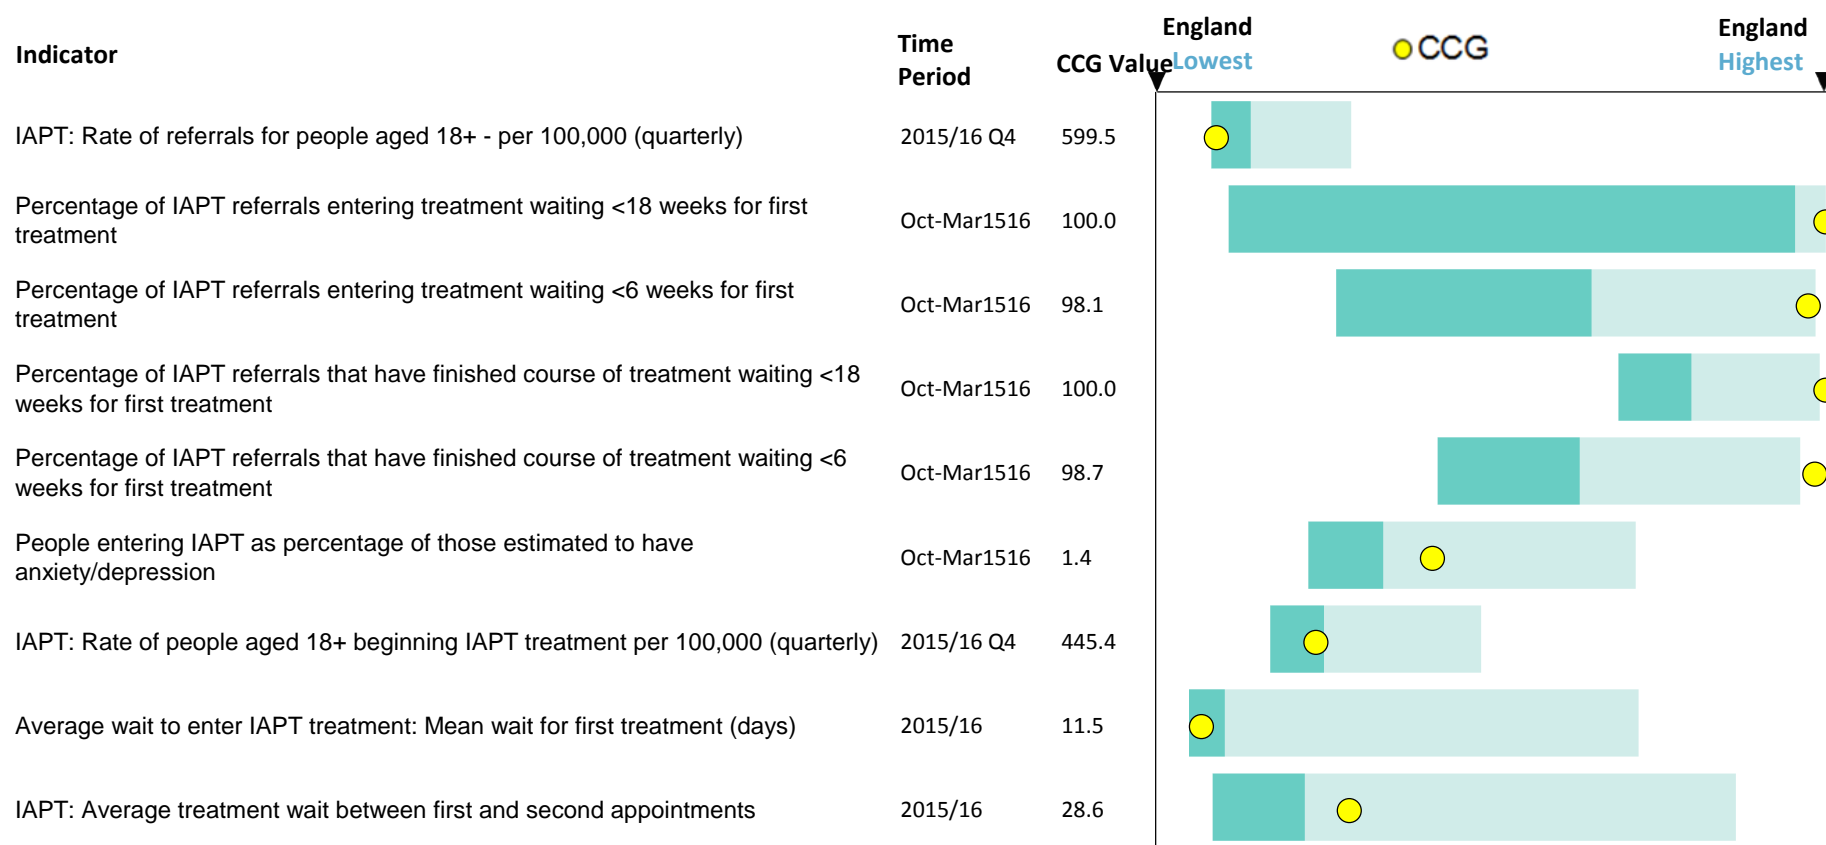 Indicator
Time
Period
CCG Value
England
Lowest
CCG
England
Highest
IAPT: Rate of referrals for people aged 18+ - per 100,000 (quarterly) 2015/16 Q4 599.5
Percentage of IAPT referrals entering treatment waiting <18 weeks for first
treatment
Oct-Mar1516 100.0
Percentage of IAPT referrals entering treatment waiting <6 weeks for first
treatment
Oct-Mar1516 98.1
Percentage of IAPT referrals that have finished course of treatment waiting <18
weeks for first treatment
Oct-Mar1516 100.0
Percentage of IAPT referrals that have finished course of treatment waiting <6
weeks for first treatment
Oct-Mar1516 98.7
People entering IAPT as percentage of those estimated to have
anxiety/depression
Oct-Mar1516 1.4
IAPT: Rate of people aged 18+ beginning IAPT treatment per 100,000 (quarterly) 2015/16 Q4 445.4
Average wait to enter IAPT treatment: Mean wait for first treatment (days) 2015/16 11.5
IAPT: Average treatment wait between first and second appointments 2015/16 28.6